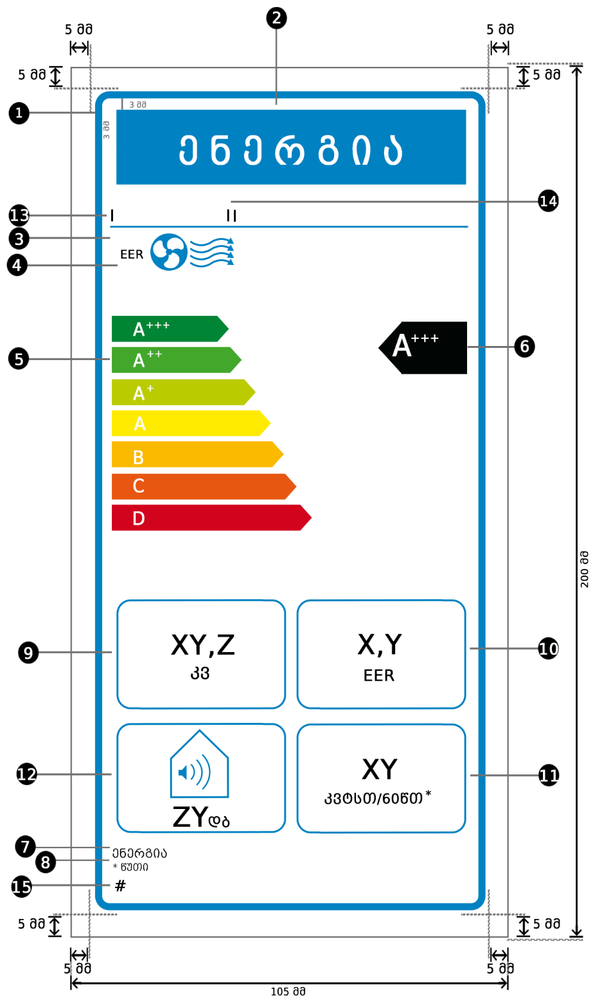 2
5 მმ
5 მმ
5 მმ
5 მმ
1
3 მმ
3 მმ
ენერგია
14
13
I
II
3
EER
4
A+++
A+++
6
5
A++
A+
A
B
C
D
200 მმ
XY,Z
X,Y
9
10
კვ
EER
12
XY
11
კვტსთ/60წთ*
ZYდბ
7
ენერგია
8
* წუთი
15
#
5 მმ
5 მმ
5 მმ
5 მმ
105 მმ